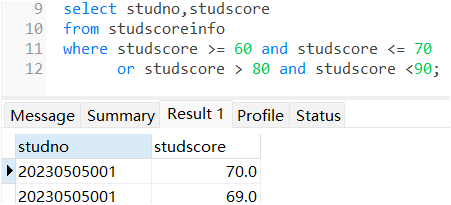 9 select studno,studscore
10 from studscoreinfo
11 where studscore >= 60 and studscore <= 70
12 or studscore > 80 and studscore <90;
Message Summary Result 1 Profile Status
studno studscore
20230505001 70.0
20230505001 69.0